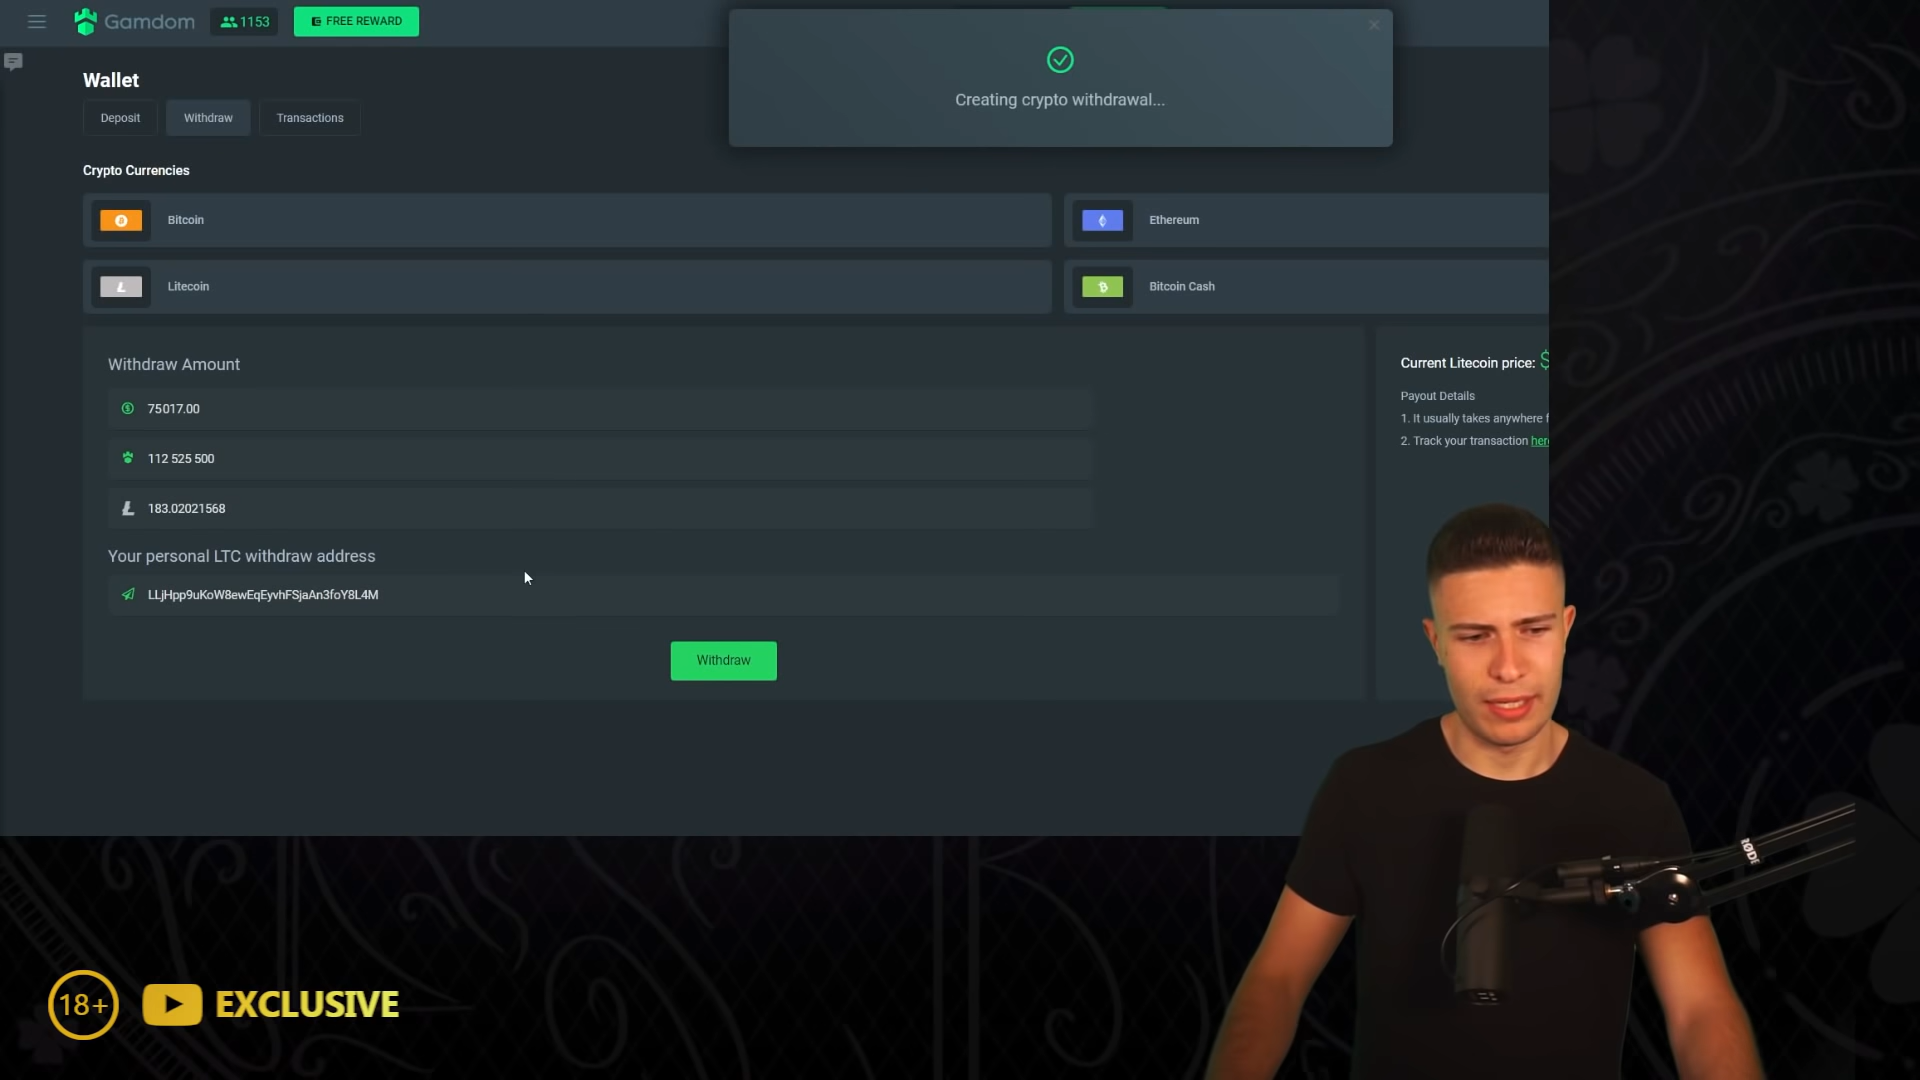 Gamdom
1153
FREE REWARD
Creating crypto withdrawal...
Wallet
Deposit
Withdraw
Transactions
Crypto Currencies
Bitcoin
Ethereum
Litecoin
Bitcoin Cash
Withdraw Amount
75017.00
112 525 500
183.02021568
Your personal LTC withdraw address
LLjHpp9uKoW8ewEqEyvhFSjaAn3foY8L4M
Withdraw
Current Litecoin price: $
Payout Details
1. It usually takes anywhere f
2. Track your transaction here
RØDE
18+
EXCLUSIVE